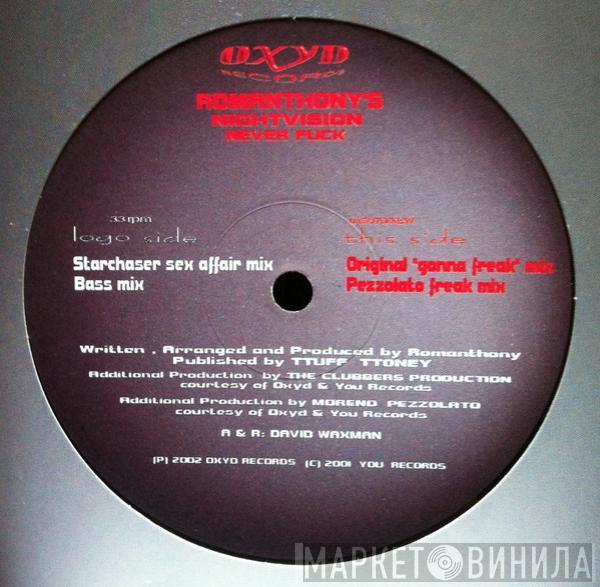 OXYD
RECORDS
ROMANTHONY'S
NIGHTVISION
NEVER FUCK
33 rpm
logo side
this side
Starchaser sex affair mix
Bass mix
Original "gonna freak" mix
Pezzolato freak mix
Written , Arranged and Produced by Romanthony
Published by TTUFF TTONEY
Additional Production by THE CLUBBERS PRODUCTION
courtesy of Oxyd & You Records
Additional Production by MORENO PEZZOLATO
courtesy of Oxyd & You Records
A & R: DAVID WAXMAN
(P) 2002 OXYD RECORDS (C) 2001 YOU RECORDS
МАРКЕТ ВИНИЛА